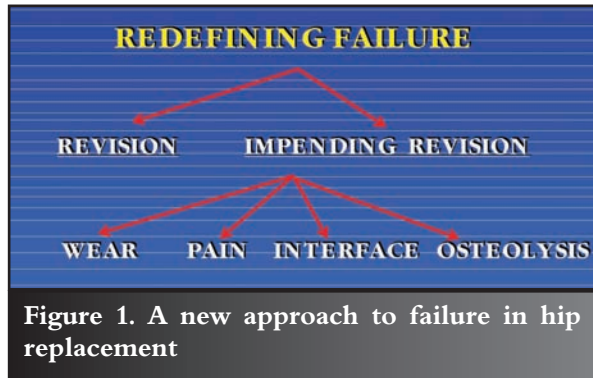 REDEFINING FAILURE
REVISION IMPENDING REVISION
WEAR PAIN INTERFACE OSTEOLYSIS
Figure 1. A new approach to failure in hip
replacement